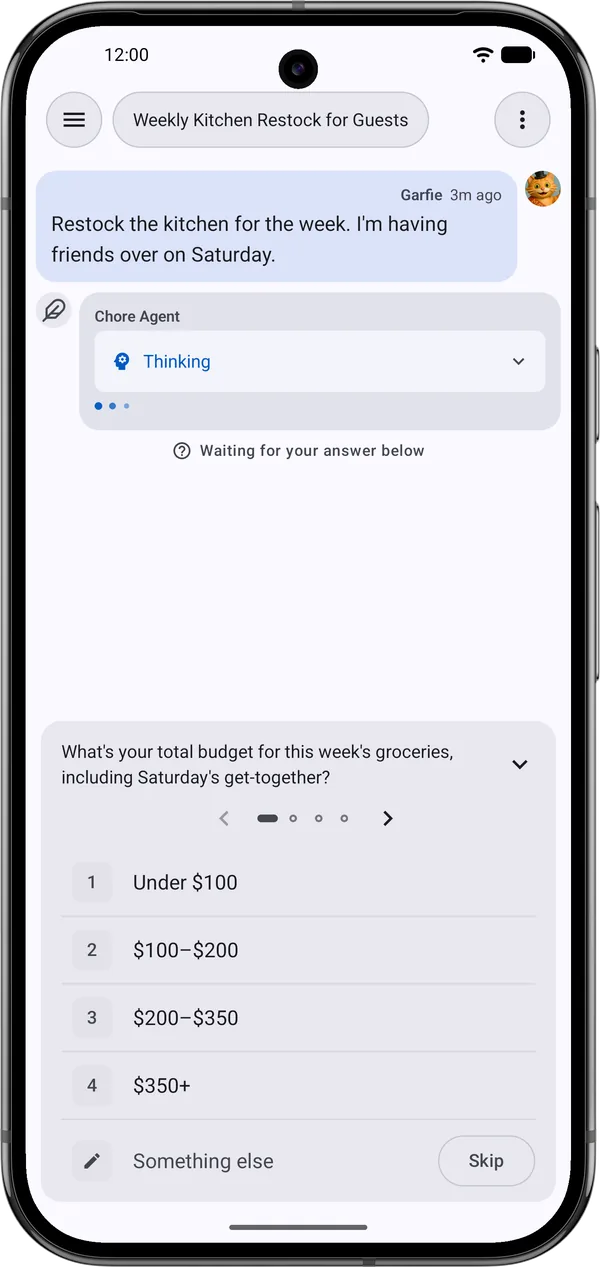 12:00
Weekly Kitchen Restock for Guests
Garfie 3m ago
Restock the kitchen for the week. I'm having
friends over on Saturday.
Chore Agent
Thinking
Waiting for your answer below
What's your total budget for this week's groceries,
including Saturday's get-together?
1 Under $100
2 $100–$200
3 $200–$350
4 $350+
Something else
Skip